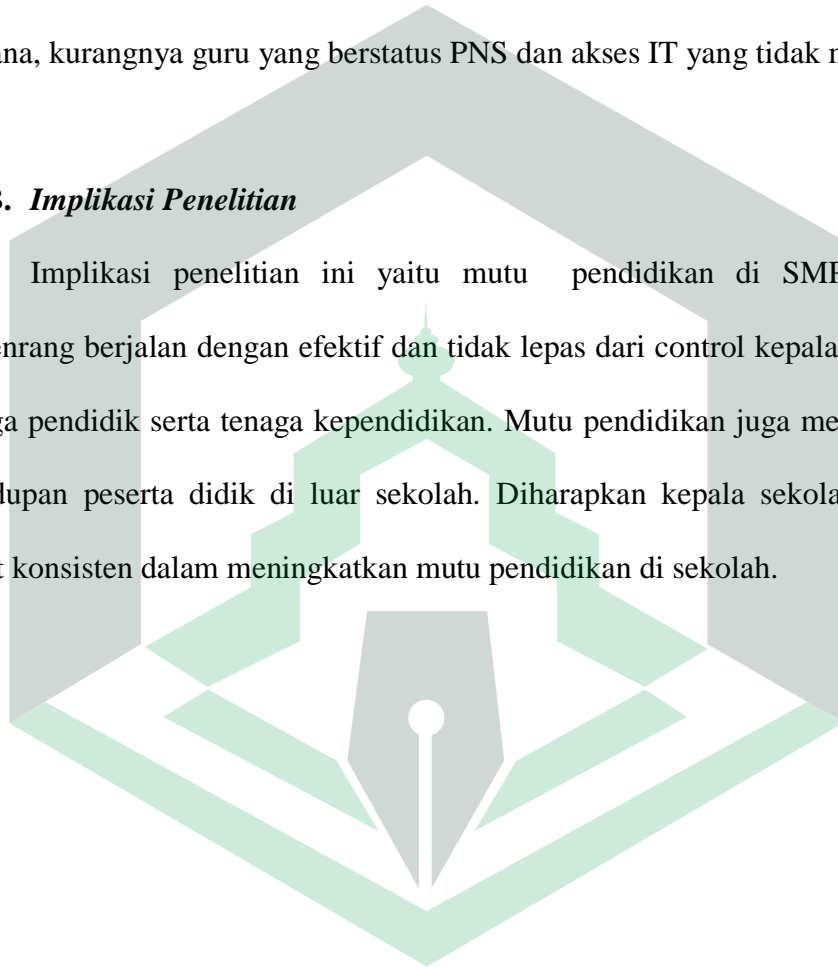 ana, kurangnya guru yang berstatus PNS dan akses IT yang tidak
B. Implikasi Penelitian
Implikasi penelitian ini yaitu mutu pendidikan di SMP
enrang berjalan dengan efektif dan tidak lepas dari control kepala
ga pendidik serta tenaga kependidikan. Mutu pendidikan juga me
dupan peserta didik di luar sekolah. Diharapkan kepala sekola
t konsisten dalam meningkatkan mutu pendidikan di sekolah.